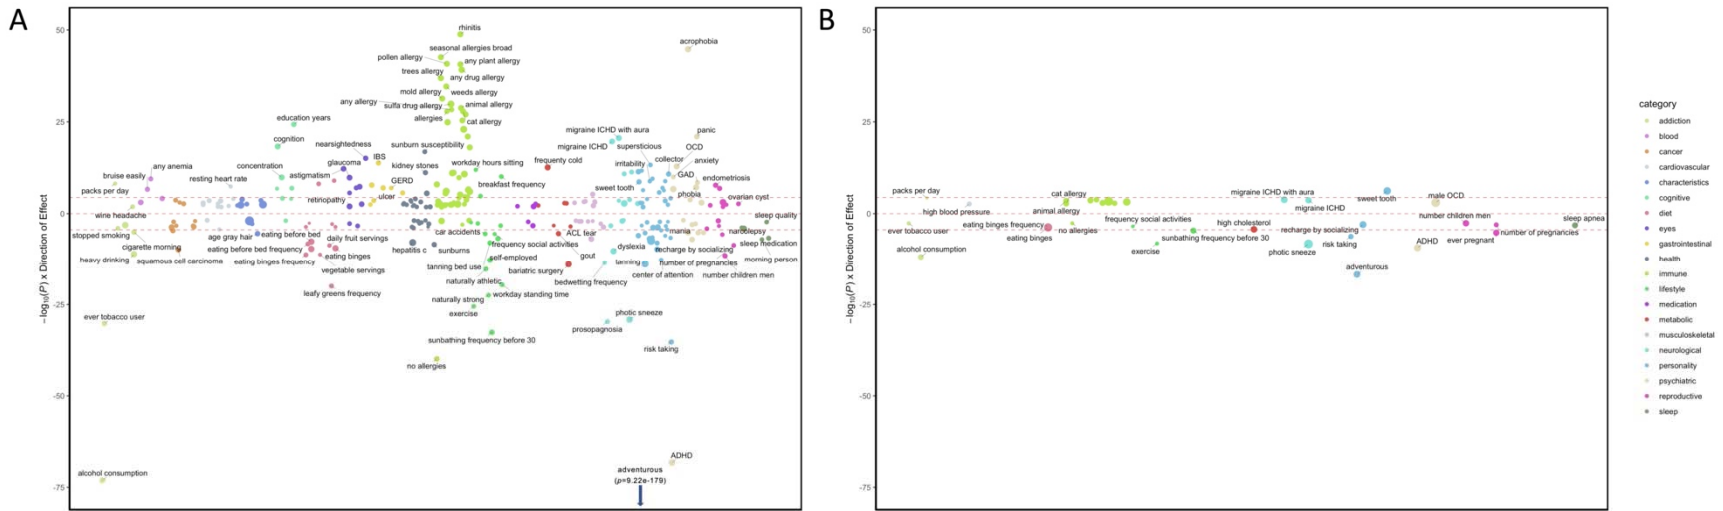 A
50
25
0
-25
-50
-75
−log10(P) x Direction of Effect
rhinitis
seasonal allergies broad
pollen allergy
any plant allergy
trees allergy
any drug allergy
mold allergy
weeds allergy
any allergy
sulfa drug allergy
animal allergy
allergies
cat allergy
acrophobia
education years
cognition
nearsightedness
IBS
sunburn susceptibility
migraine ICHD with aura
panic
migraine ICHD
supersticious
OCD
any anemia
concentration
glaucoma
kidney stones
workday hours sitting
frequenty cold
irritability
collector
anxiety
bruise easily
resting heart rate
astigmatism
GERD
breakfast frequency
sweet tooth
GAD
endometriosis
packs per day
retinopathy
ulcer
phobia
ovarian cyst
wine headache
sleep quality
stopped smoking
age gray hair
eating before bed
daily fruit servings
car accidents
ACL tear
mania
narcolepsy
cigarette morning
eating before bed frequency
eating binges
hepatitis c
sunburns
frequency social activities
dyslexia
recharge by socializing
sleep medication
heavy drinking
squamous cell carcinoma
eating binges frequency
vegetable servings
self-employed
gout
tanning
number of pregnancies
morning person
tanning bed use
bariatric surgery
bedwetting frequency
center of attention
number children men
naturally athletic
leafy greens frequency
workday standing time
naturally strong
exercise
ever tobacco user
photic sneeze
prosopagnosia
sunbathing frequency before 30
risk taking
no allergies
alcohol consumption
ADHD
adventurous
(p=9.22e-179)
B
50
25
0
-25
-50
-75
−log10(P) x Direction of Effect
packs per day
cat allergy
migraine ICHD with aura
sweet tooth
male OCD
high blood pressure
animal allergy
migraine ICHD
frequency social activities
high cholesterol
number children men
sleep apnea
ever tobacco user
eating binges frequency
no allergies
recharge by socializing
number of pregnancies
eating binges
sunbathing frequency before 30
risk taking
ADHD
ever pregnant
alcohol consumption
exercise
photic sneeze
adventurous
category
addiction
blood
cancer
cardiovascular
characteristics
cognitive
diet
eyes
gastrointestinal
health
immune
lifestyle
medication
metabolic
musculoskeletal
neurological
personality
psychiatric
reproductive
sleep